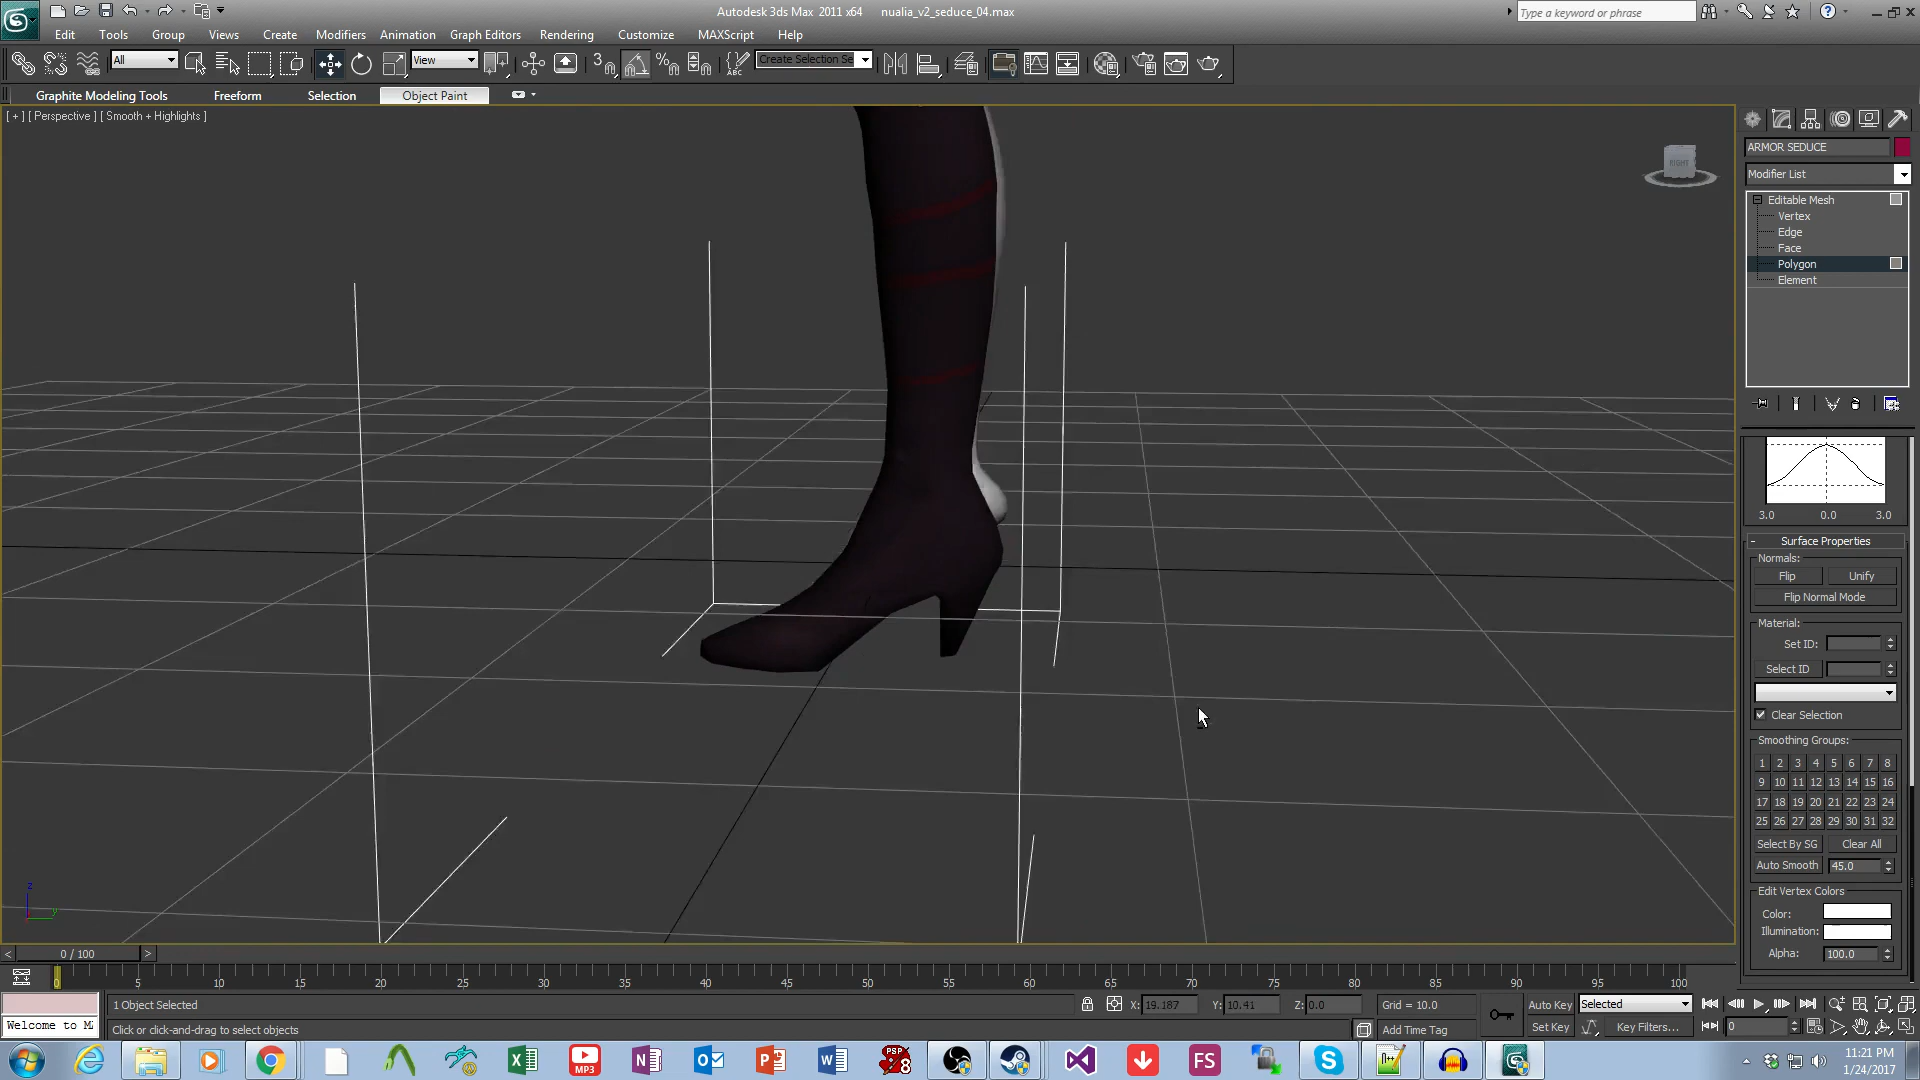 Autodesk 3ds Max 2011 x64 nualia_v2_seduce_04.max
Type a keyword or phrase
Edit Tools Group Views Create Modifiers Animation Graph Editors Rendering Customize MAXScript Help
All View 3 ABC Create Selection Se
Graphite Modeling Tools Freeform Selection Object Paint
[ + ] [ Perspective ] [ Smooth + Highlights ]
RIGHT
ARMOR SEDUCE
Modifier List
Editable Mesh
Vertex
Edge
Face
Polygon
Element
3.0 0.0 3.0
Surface Properties
Normals:
Flip Unify
Flip Normal Mode
Material:
Set ID:
Select ID
Clear Selection
Smoothing Groups:
1 2 3 4 5 6 7 8
9 10 11 12 13 14 15 16
17 18 19 20 21 22 23 24
25 26 27 28 29 30 31 32
Select By SG Clear All
Auto Smooth 45.0
Edit Vertex Colors
Color:
Illumination:
Alpha: 100.0
z
y
< 0 / 100 >
0 5 10 15 20 25 30 35 40 45 50 55 60 65 70 75 80 85 90 95 100
1 Object Selected X: 19.187 Y: 10.41 Z: 0.0 Grid = 10.0 Auto Key Selected
Welcome to M
Click or click-and-drag to select objects Add Time Tag Set Key Key Filters... 0
MP3 PSP 8 FS
11:21 PM
1/24/2017